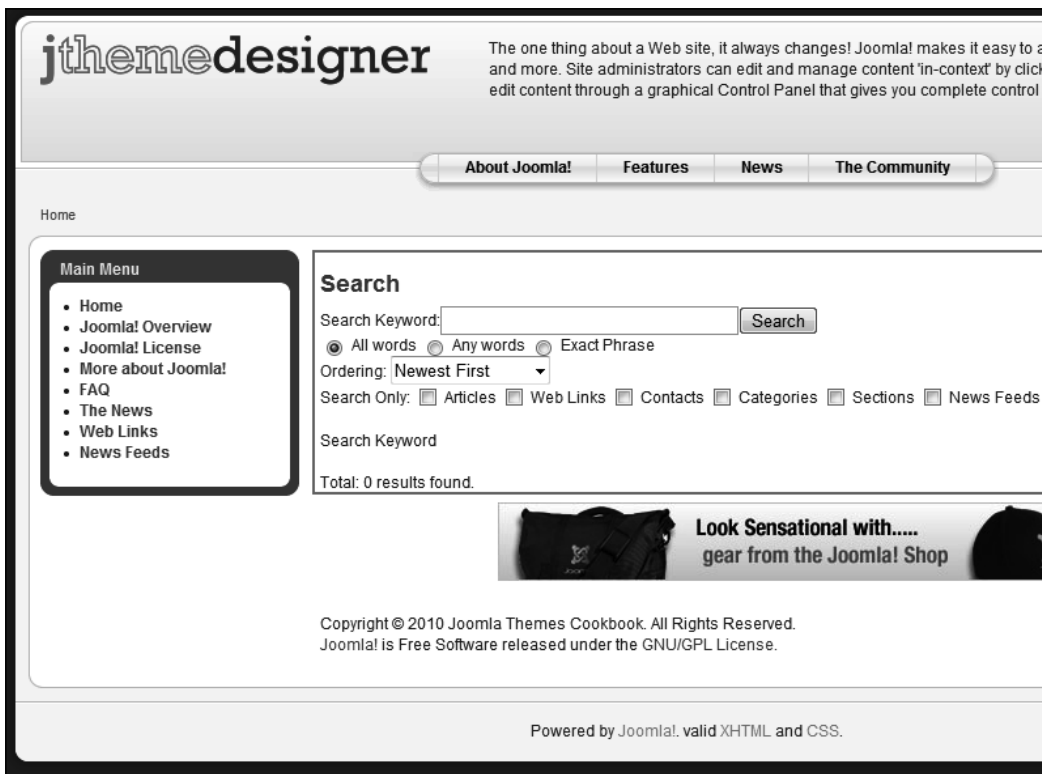 jthemedesigner
The one thing about a Web site, it always changes! Joomla! makes it easy to a
and more. Site administrators can edit and manage content 'in-context' by click
edit content through a graphical Control Panel that gives you complete control
About Joomla! Features News The Community
Home
Main Menu
Home
Joomla! Overview
Joomla! License
More about Joomla!
FAQ
The News
Web Links
News Feeds
Search
Search Keyword: Search
All words Any words Exact Phrase
Ordering: Newest First
Search Only: Articles Web Links Contacts Categories Sections News Feeds
Search Keyword
Total: 0 results found.
Look Sensational with.....
gear from the Joomla! Shop
Copyright © 2010 Joomla Themes Cookbook. All Rights Reserved.
Joomla! is Free Software released under the GNU/GPL License.
Powered by Joomla!. valid XHTML and CSS.